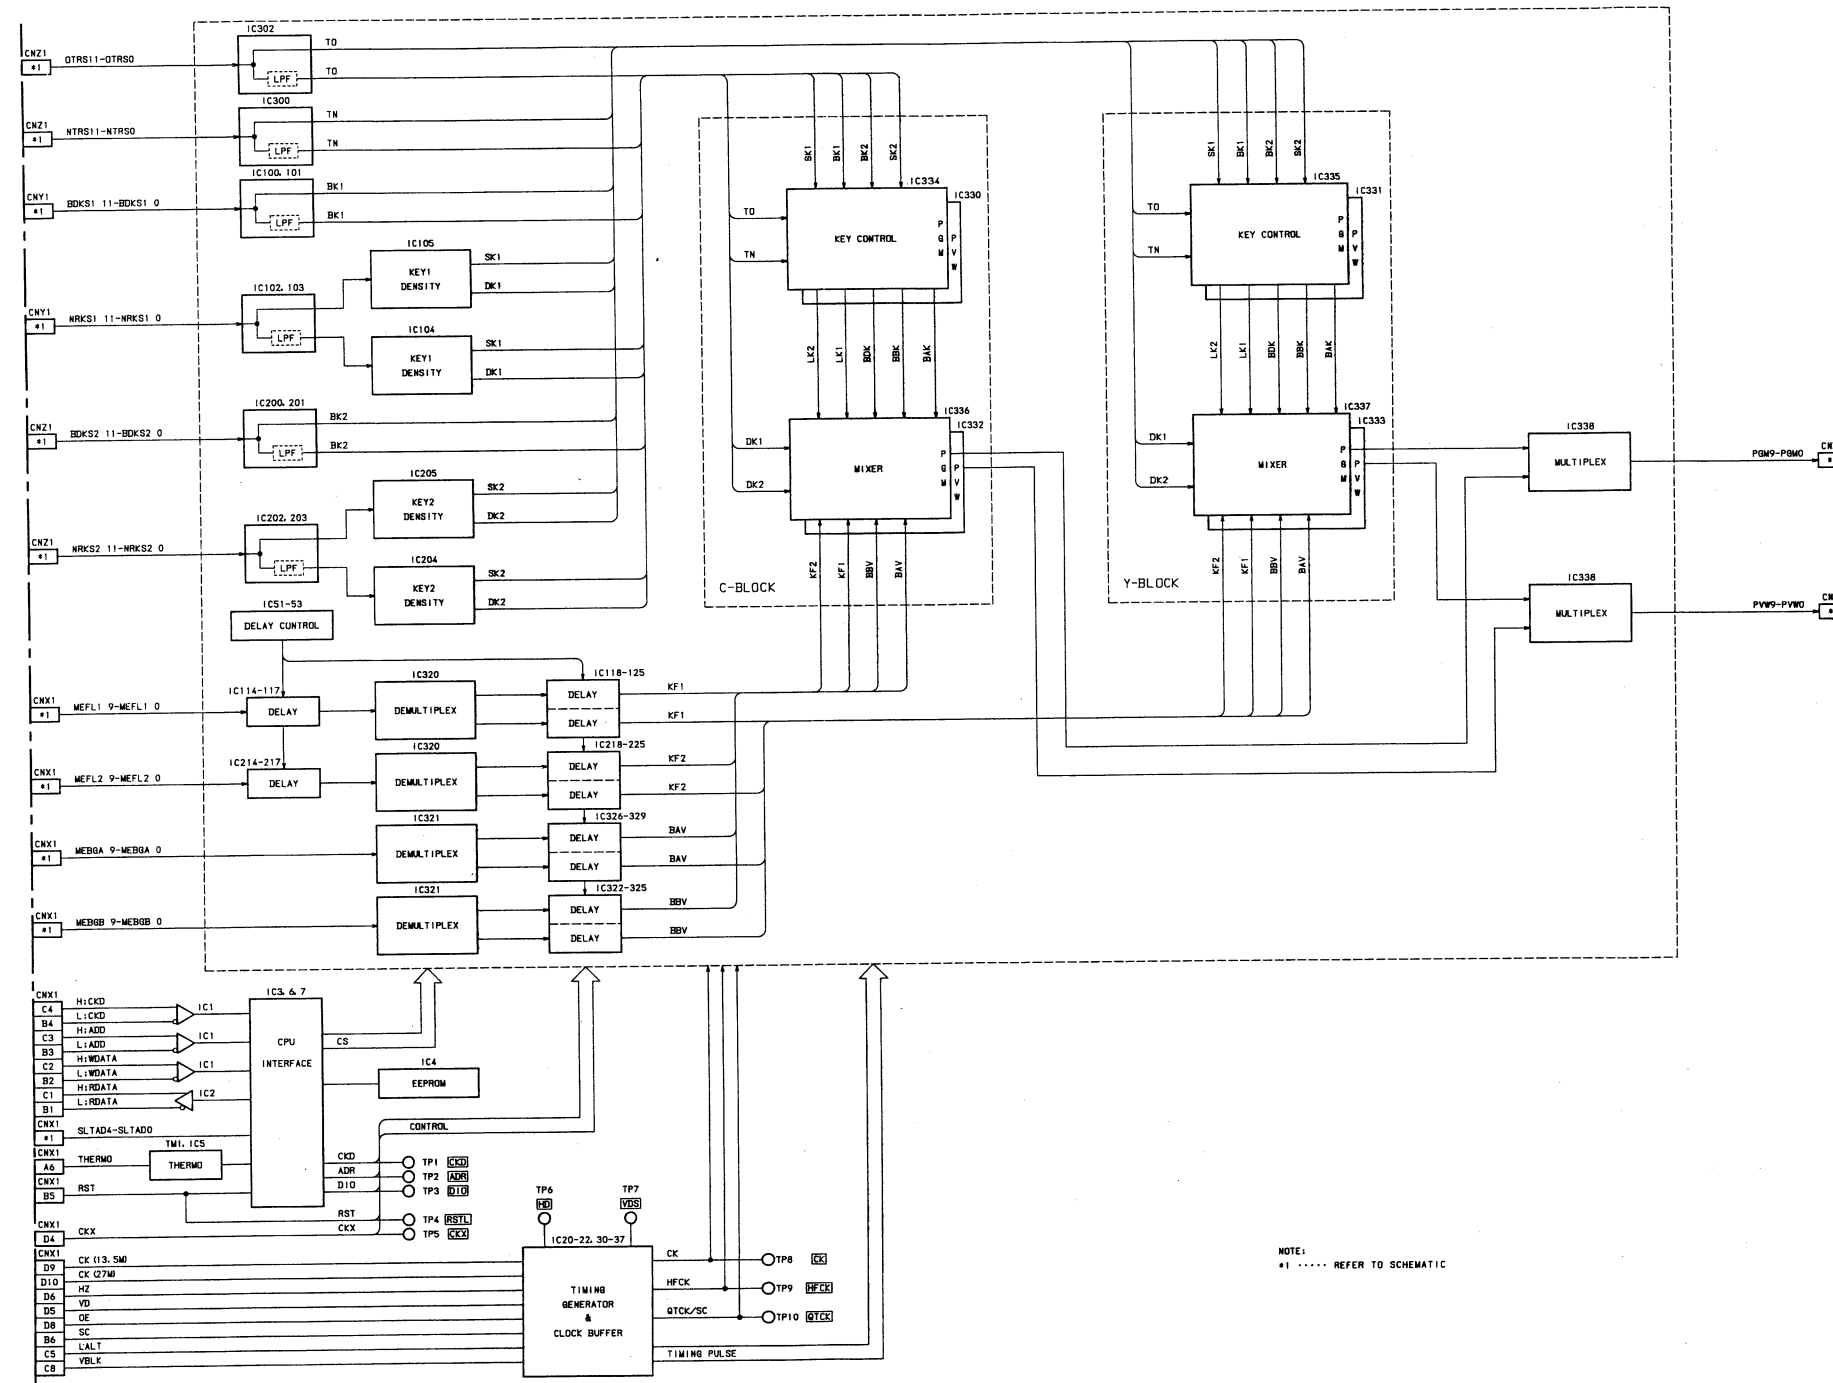 CNZ1
*1
OTRS11-OTRS0
IC302
LPF
TO
TO
CNZ1
*1
NTRS11-NTRS0
IC300
LPF
TN
TN
CNY1
*1
BDKS1 11-BDKS1 0
IC100. 101
LPF
BK1
BK1
CNY1
*1
NRKS1 11-NRKS1 0
IC102. 103
LPF
IC105
KEY1
DENSITY
SK1
DK1
IC104
KEY1
DENSITY
SK1
DK1
CNZ1
*1
BDKS2 11-BDKS2 0
IC200. 201
LPF
BK2
BK2
CNZ1
*1
NRKS2 11-NRKS2 0
IC202. 203
LPF
IC205
KEY2
DENSITY
SK2
DK2
IC204
KEY2
DENSITY
SK2
DK2
IC51-53
DELAY CONTROL
CNX1
*1
MEFL1 9-MEFL1 0
IC114-117
DELAY
IC320
DEMULTIPLEX
IC118-125
DELAY
DELAY
KF1
KF1
CNX1
*1
MEFL2 9-MEFL2 0
IC214-217
DELAY
IC320
DEMULTIPLEX
IC218-225
DELAY
DELAY
KF2
KF2
CNX1
*1
MEBGA 9-MEBGA 0
IC321
DEMULTIPLEX
IC326-329
DELAY
DELAY
BAV
BAV
CNX1
*1
MEBGB 9-MEBGB 0
IC321
DEMULTIPLEX
IC322-325
DELAY
DELAY
BBV
BBV
SK1
BK1
BK2
SK2
IC334
IC330
TO
TN
KEY CONTROL
PGM
PVW
LK2
LK1
BDK
BBK
BAK
IC336
IC332
DK1
DK2
MIXER
PGM
PVW
KF2
KF1
BBV
BAV
C-BLOCK
SK1
BK1
BK2
SK2
IC335
IC331
TO
TN
KEY CONTROL
PGM
PVW
LK2
LK1
BDK
BBK
BAK
IC337
IC333
DK1
DK2
MIXER
PGM
PVW
KF2
KF1
BBV
BAV
Y-BLOCK
IC338
MULTIPLEX
PGM9-PGM0
CN
*
IC338
MULTIPLEX
PVW9-PVW0
CN
*
CNX1
C4 H:CKD
B4 L:CKD
IC1
C3 H:ADD
B3 L:ADD
IC1
C2 H:WDATA
B2 L:WDATA
IC1
C1 H:RDATA
B1 L:RDATA
IC2
CNX1
*1
SLTAD4-SLTAD0
CNX1
A6
THERMO
TM1. IC5
THERMO
CNX1
B5
RST
CNX1
D4
CKX
IC3. 6. 7
CPU
INTERFACE
CS
IC4
EEPROM
CONTROL
CKD TP1 CKD
ADR TP2 ADR
DIO TP3 DIO
RST TP4 RSTL
CKX TP5 CKX
CNX1
D9 CK (13. 5M)
D10 CK (27M)
D6 HZ
D5 VD
D8 OE
B6 SC
C5 L'ALT
C8 VBLK
TP6
HD
TP7
VDS
IC20-22. 30-37
TIMING
GENERATOR
&
CLOCK BUFFER
CK TP8 CK
HFCK TP9 HFCK
QTCK/SC TP10 QTCK
TIMING PULSE
NOTE:
*1 ····· REFER TO SCHEMATIC